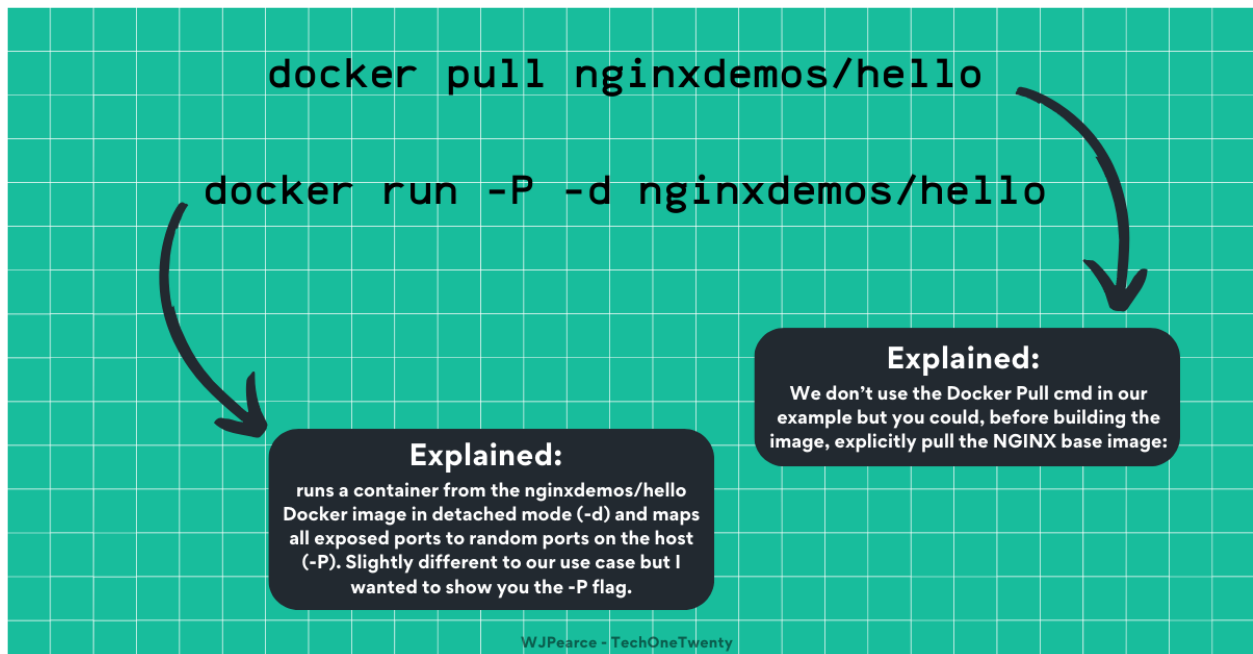 docker pull nginxdemos/hello
docker run -P -d nginxdemos/hello
Explained:
We don’t use the Docker Pull cmd in our
example but you could, before building the
image, explicitly pull the NGINX base image:
Explained:
runs a container from the nginxdemos/hello
Docker image in detached mode (-d) and maps
all exposed ports to random ports on the host
(-P). Slightly different to our use case but I
wanted to show you the -P flag.
WJPearce - TechOneTwenty